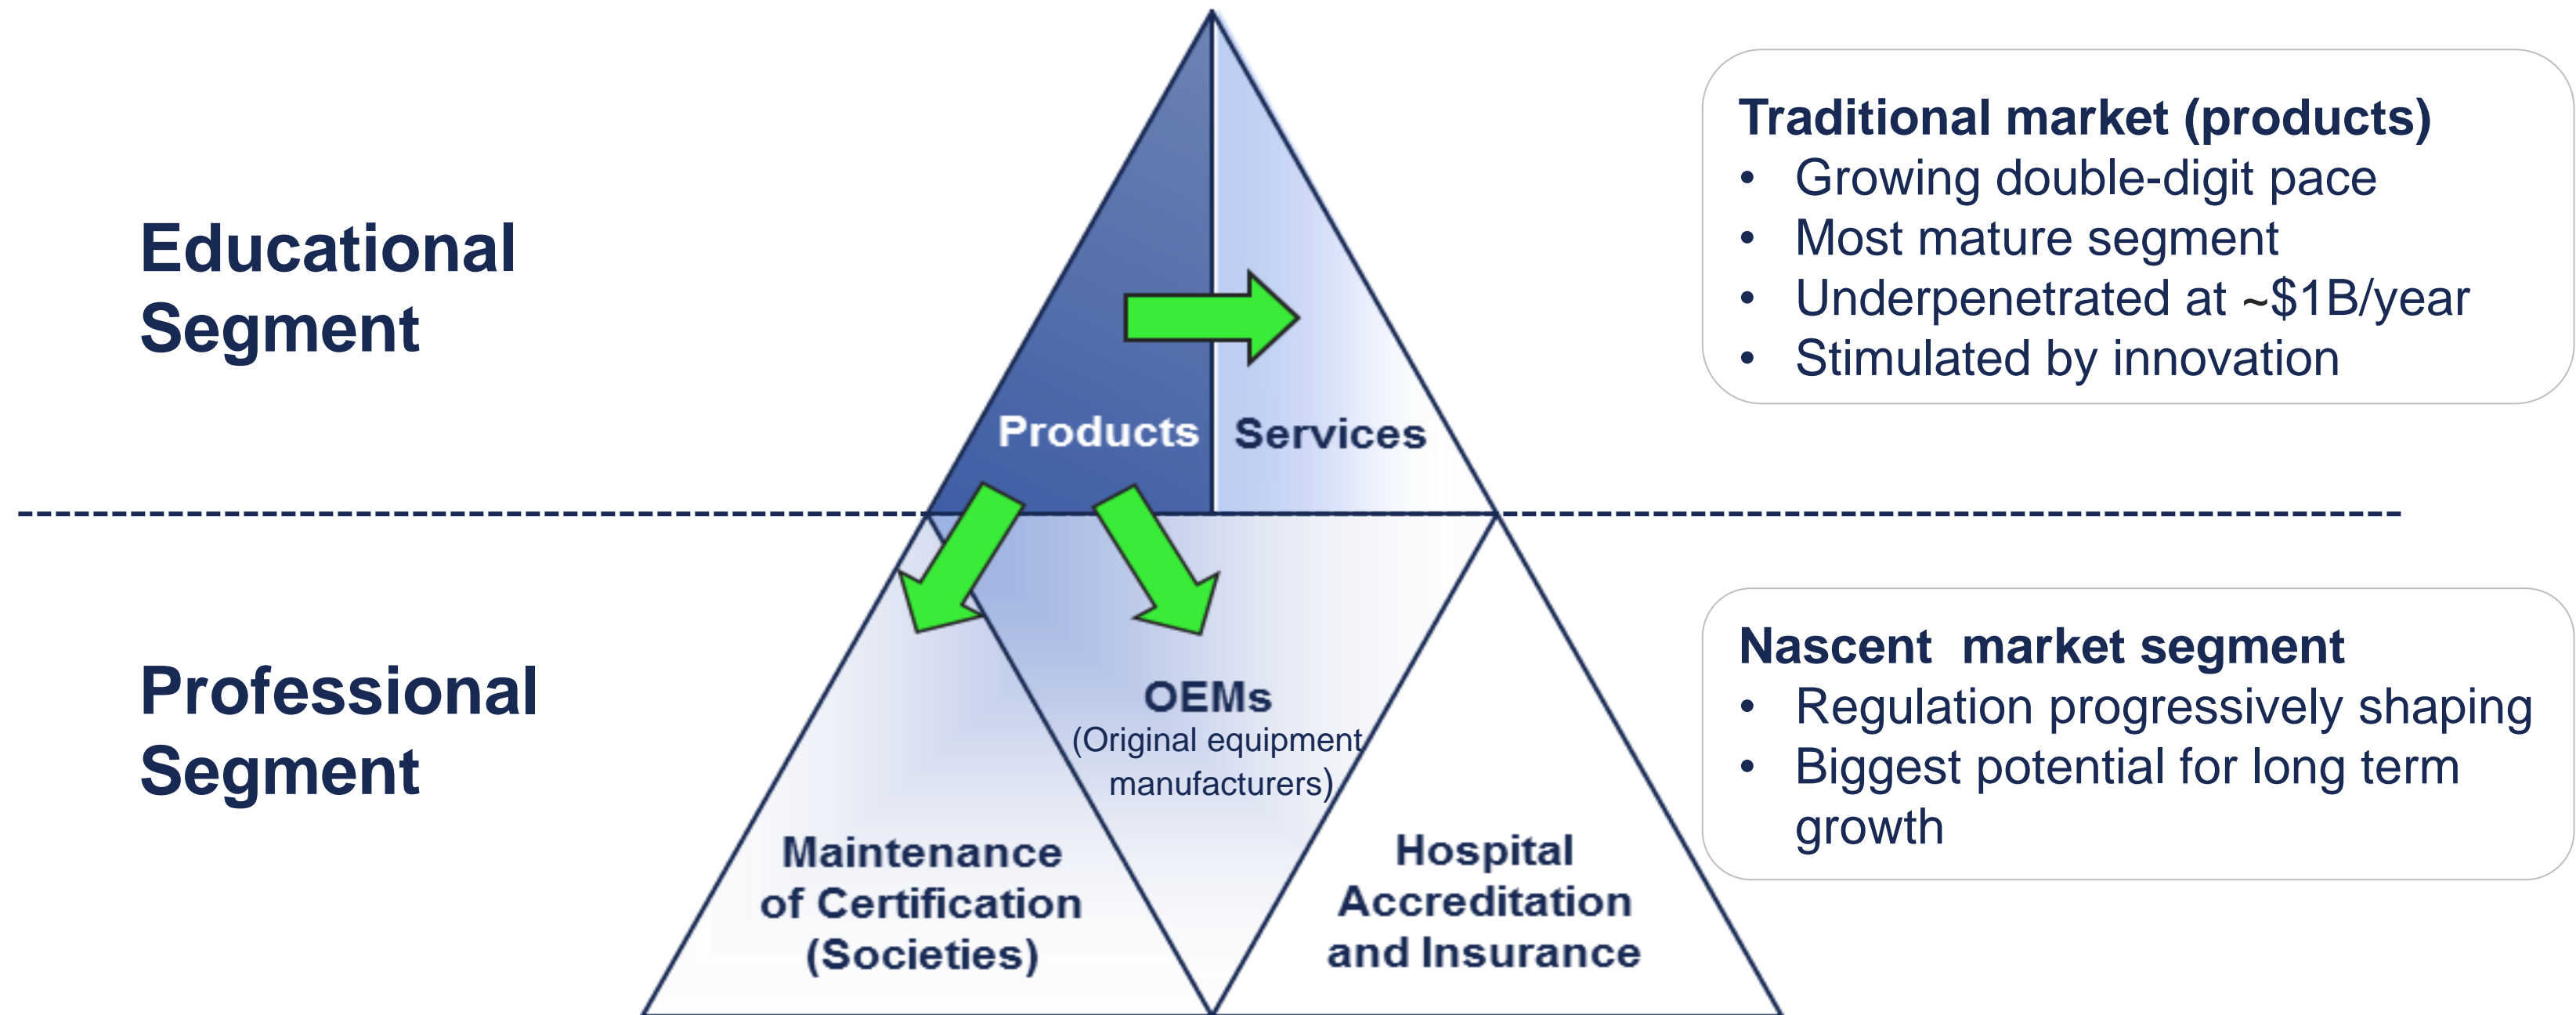 Educational
Segment
Products
Services
Traditional market (products)
• Growing double-digit pace
• Most mature segment
• Underpenetrated at ~$1B/year
• Stimulated by innovation
Professional
Segment
OEMs
(Original equipment
manufacturers)
Maintenance
of Certification
(Societies)
Hospital
Accreditation
and Insurance
Nascent  market segment
• Regulation progressively shaping
• Biggest potential for long term
growth